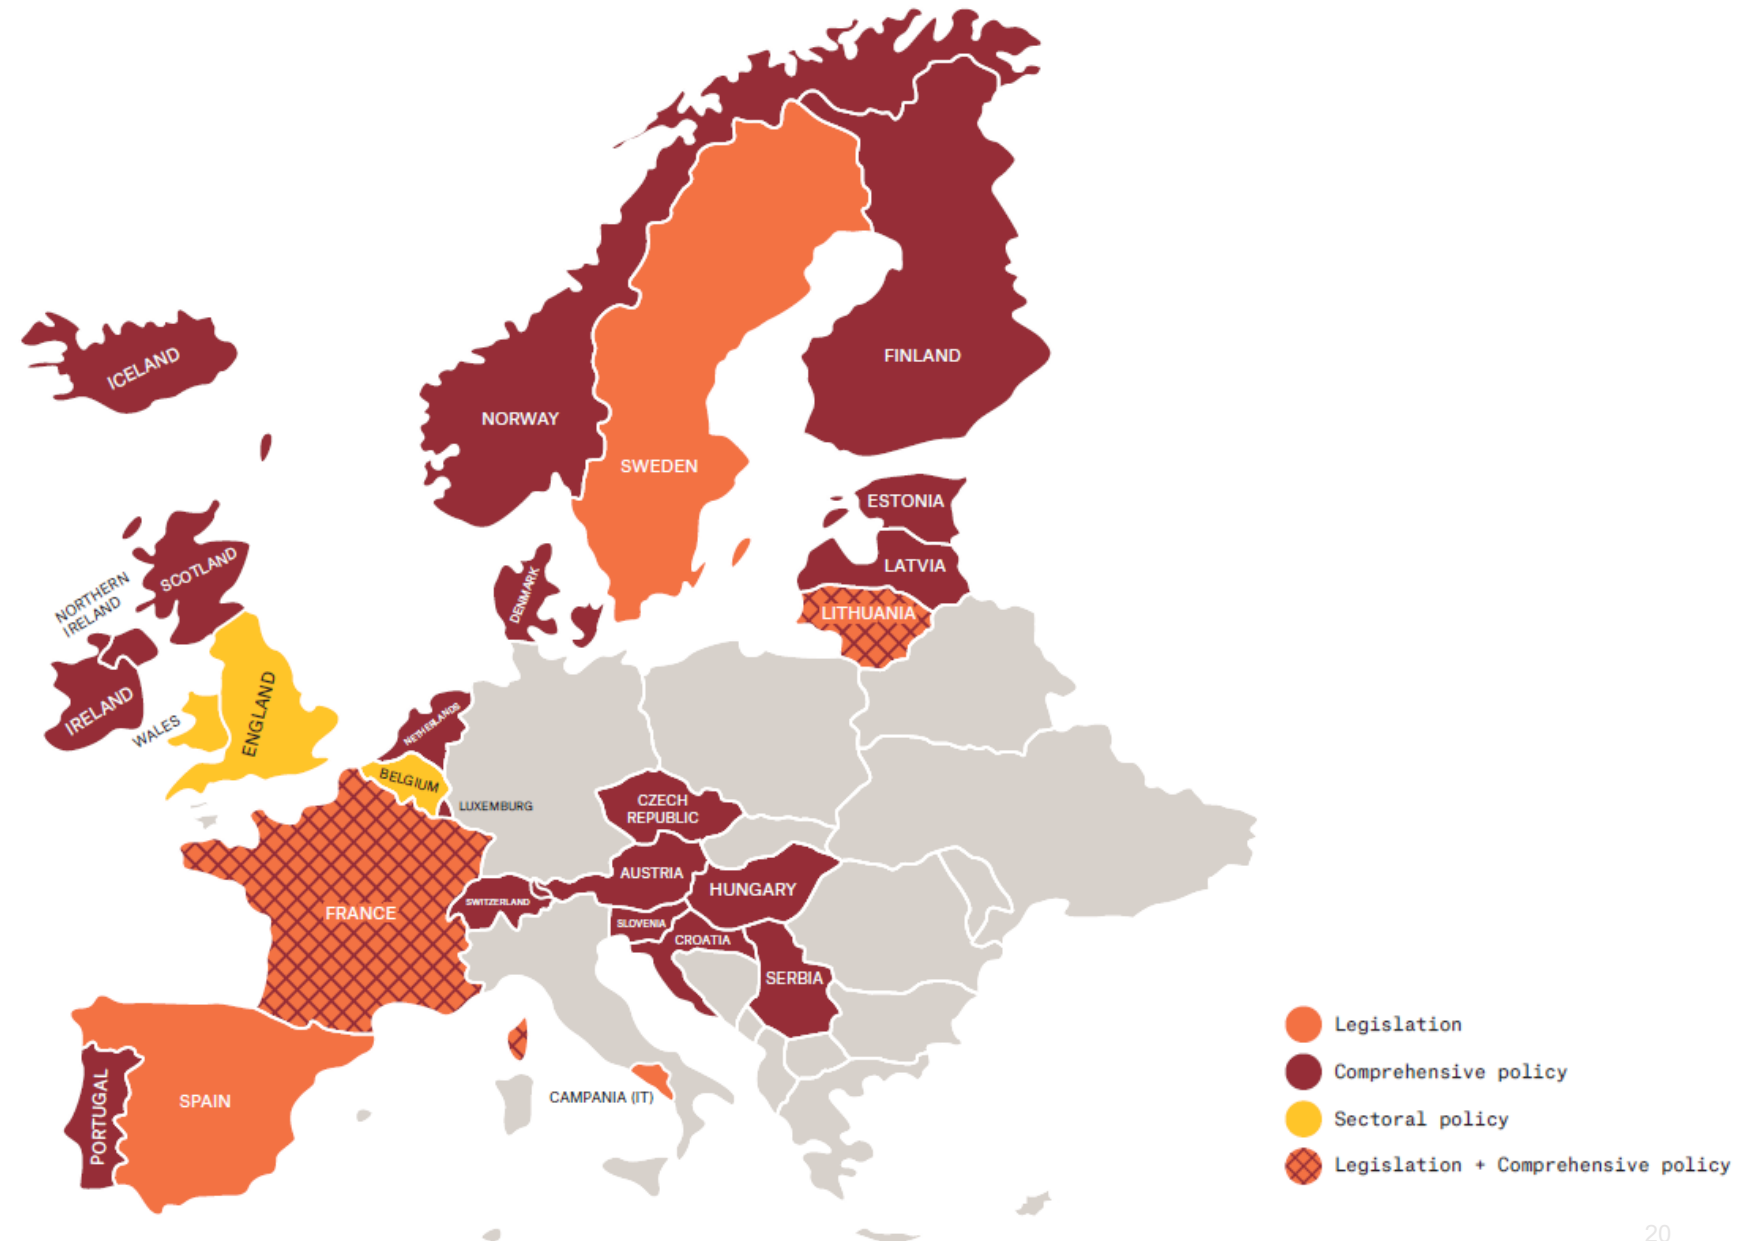 ICELAND
NORWAY
SWEDEN
FINLAND
ESTONIA
LATVIA
LITHUANIA
DENMARK
SCOTLAND
NORTHERN
IRELAND
IRELAND
WALES
ENGLAND
NETHERLANDS
BELGIUM
LUXEMBURG
CZECH
REPUBLIC
AUSTRIA
HUNGARY
SWITZERLAND
SLOVENIA
CROATIA
SERBIA
FRANCE
SPAIN
PORTUGAL
CAMPANIA (IT)
Legislation
Comprehensive policy
Sectoral policy
Legislation + Comprehensive policy
20